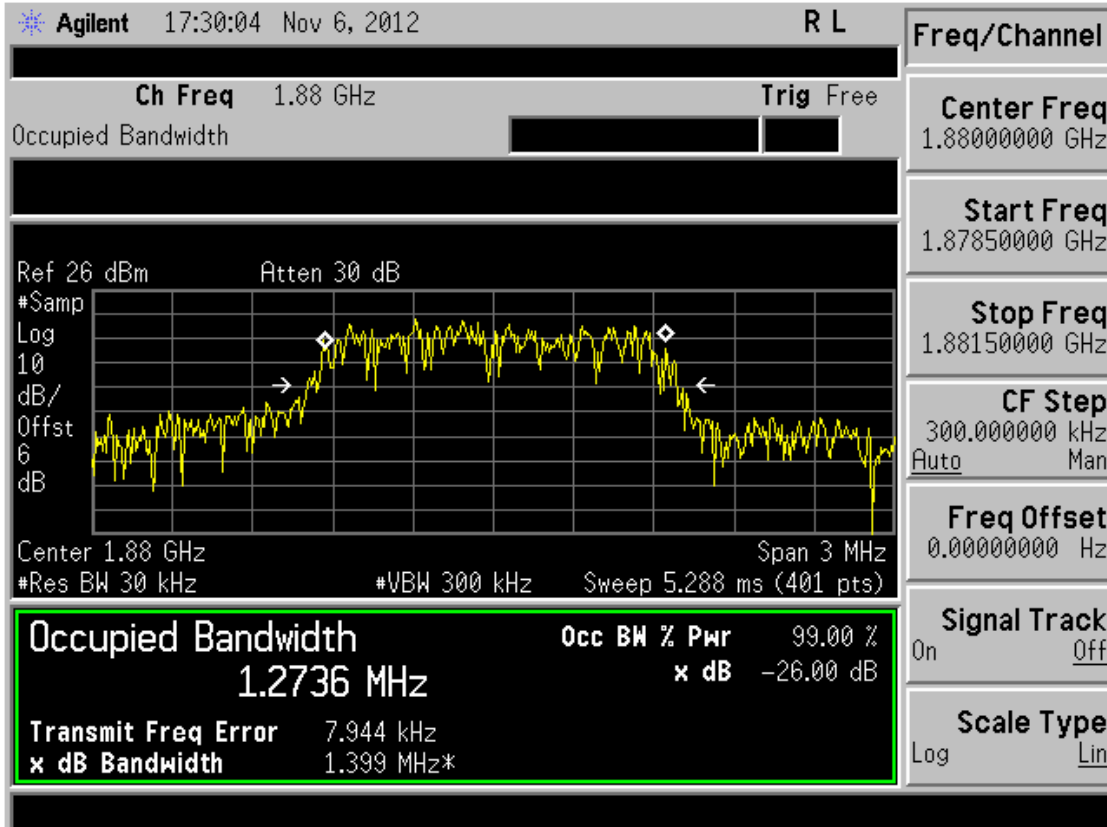 Agilent 17:30:04 Nov 6, 2012 R L
Ch Freq 1.88 GHz Trig Free
Occupied Bandwidth
Ref 26 dBm Atten 30 dB
#Samp
Log
10
dB/
Offst
6
dB
Center 1.88 GHz Span 3 MHz
#Res BW 30 kHz #VBW 300 kHz Sweep 5.288 ms (401 pts)
Occupied Bandwidth
1.2736 MHz
Occ BW % Pwr 99.00 %
x dB -26.00 dB
Transmit Freq Error 7.944 kHz
x dB Bandwidth 1.399 MHz*
Freq/Channel
Center Freq
1.88000000 GHz
Start Freq
1.87850000 GHz
Stop Freq
1.88150000 GHz
CF Step
300.000000 kHz
Auto Man
Freq Offset
0.00000000 Hz
Signal Track
On Off
Scale Type
Log Lin